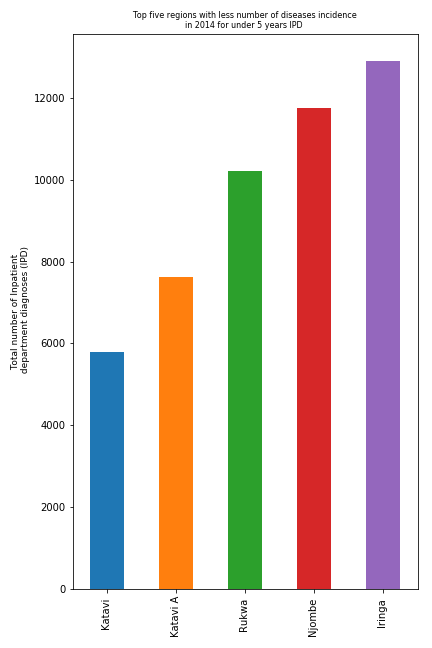 Top five regions with less number of diseases incidence
in 2014 for under 5 years IPD
Total number of Inpatient
department diagnoses (IPD)
12000
10000
8000
6000
4000
2000
0
Katavi
Katavi A
Rukwa
Njombe
Iringa